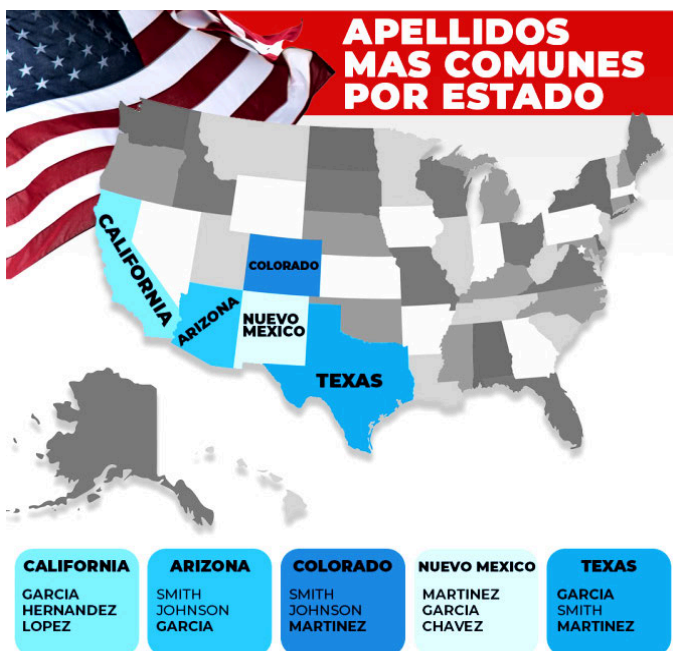 APELLIDOS
MAS COMUNES
POR ESTADO
CALIFORNIA
COLORADO
ARIZONA
NUEVO
MEXICO
TEXAS
CALIFORNIA
GARCIA
HERNANDEZ
LOPEZ
ARIZONA
SMITH
JOHNSON
GARCIA
COLORADO
SMITH
JOHNSON
MARTINEZ
NUEVO MEXICO
MARTINEZ
GARCIA
CHAVEZ
TEXAS
GARCIA
SMITH
MARTINEZ